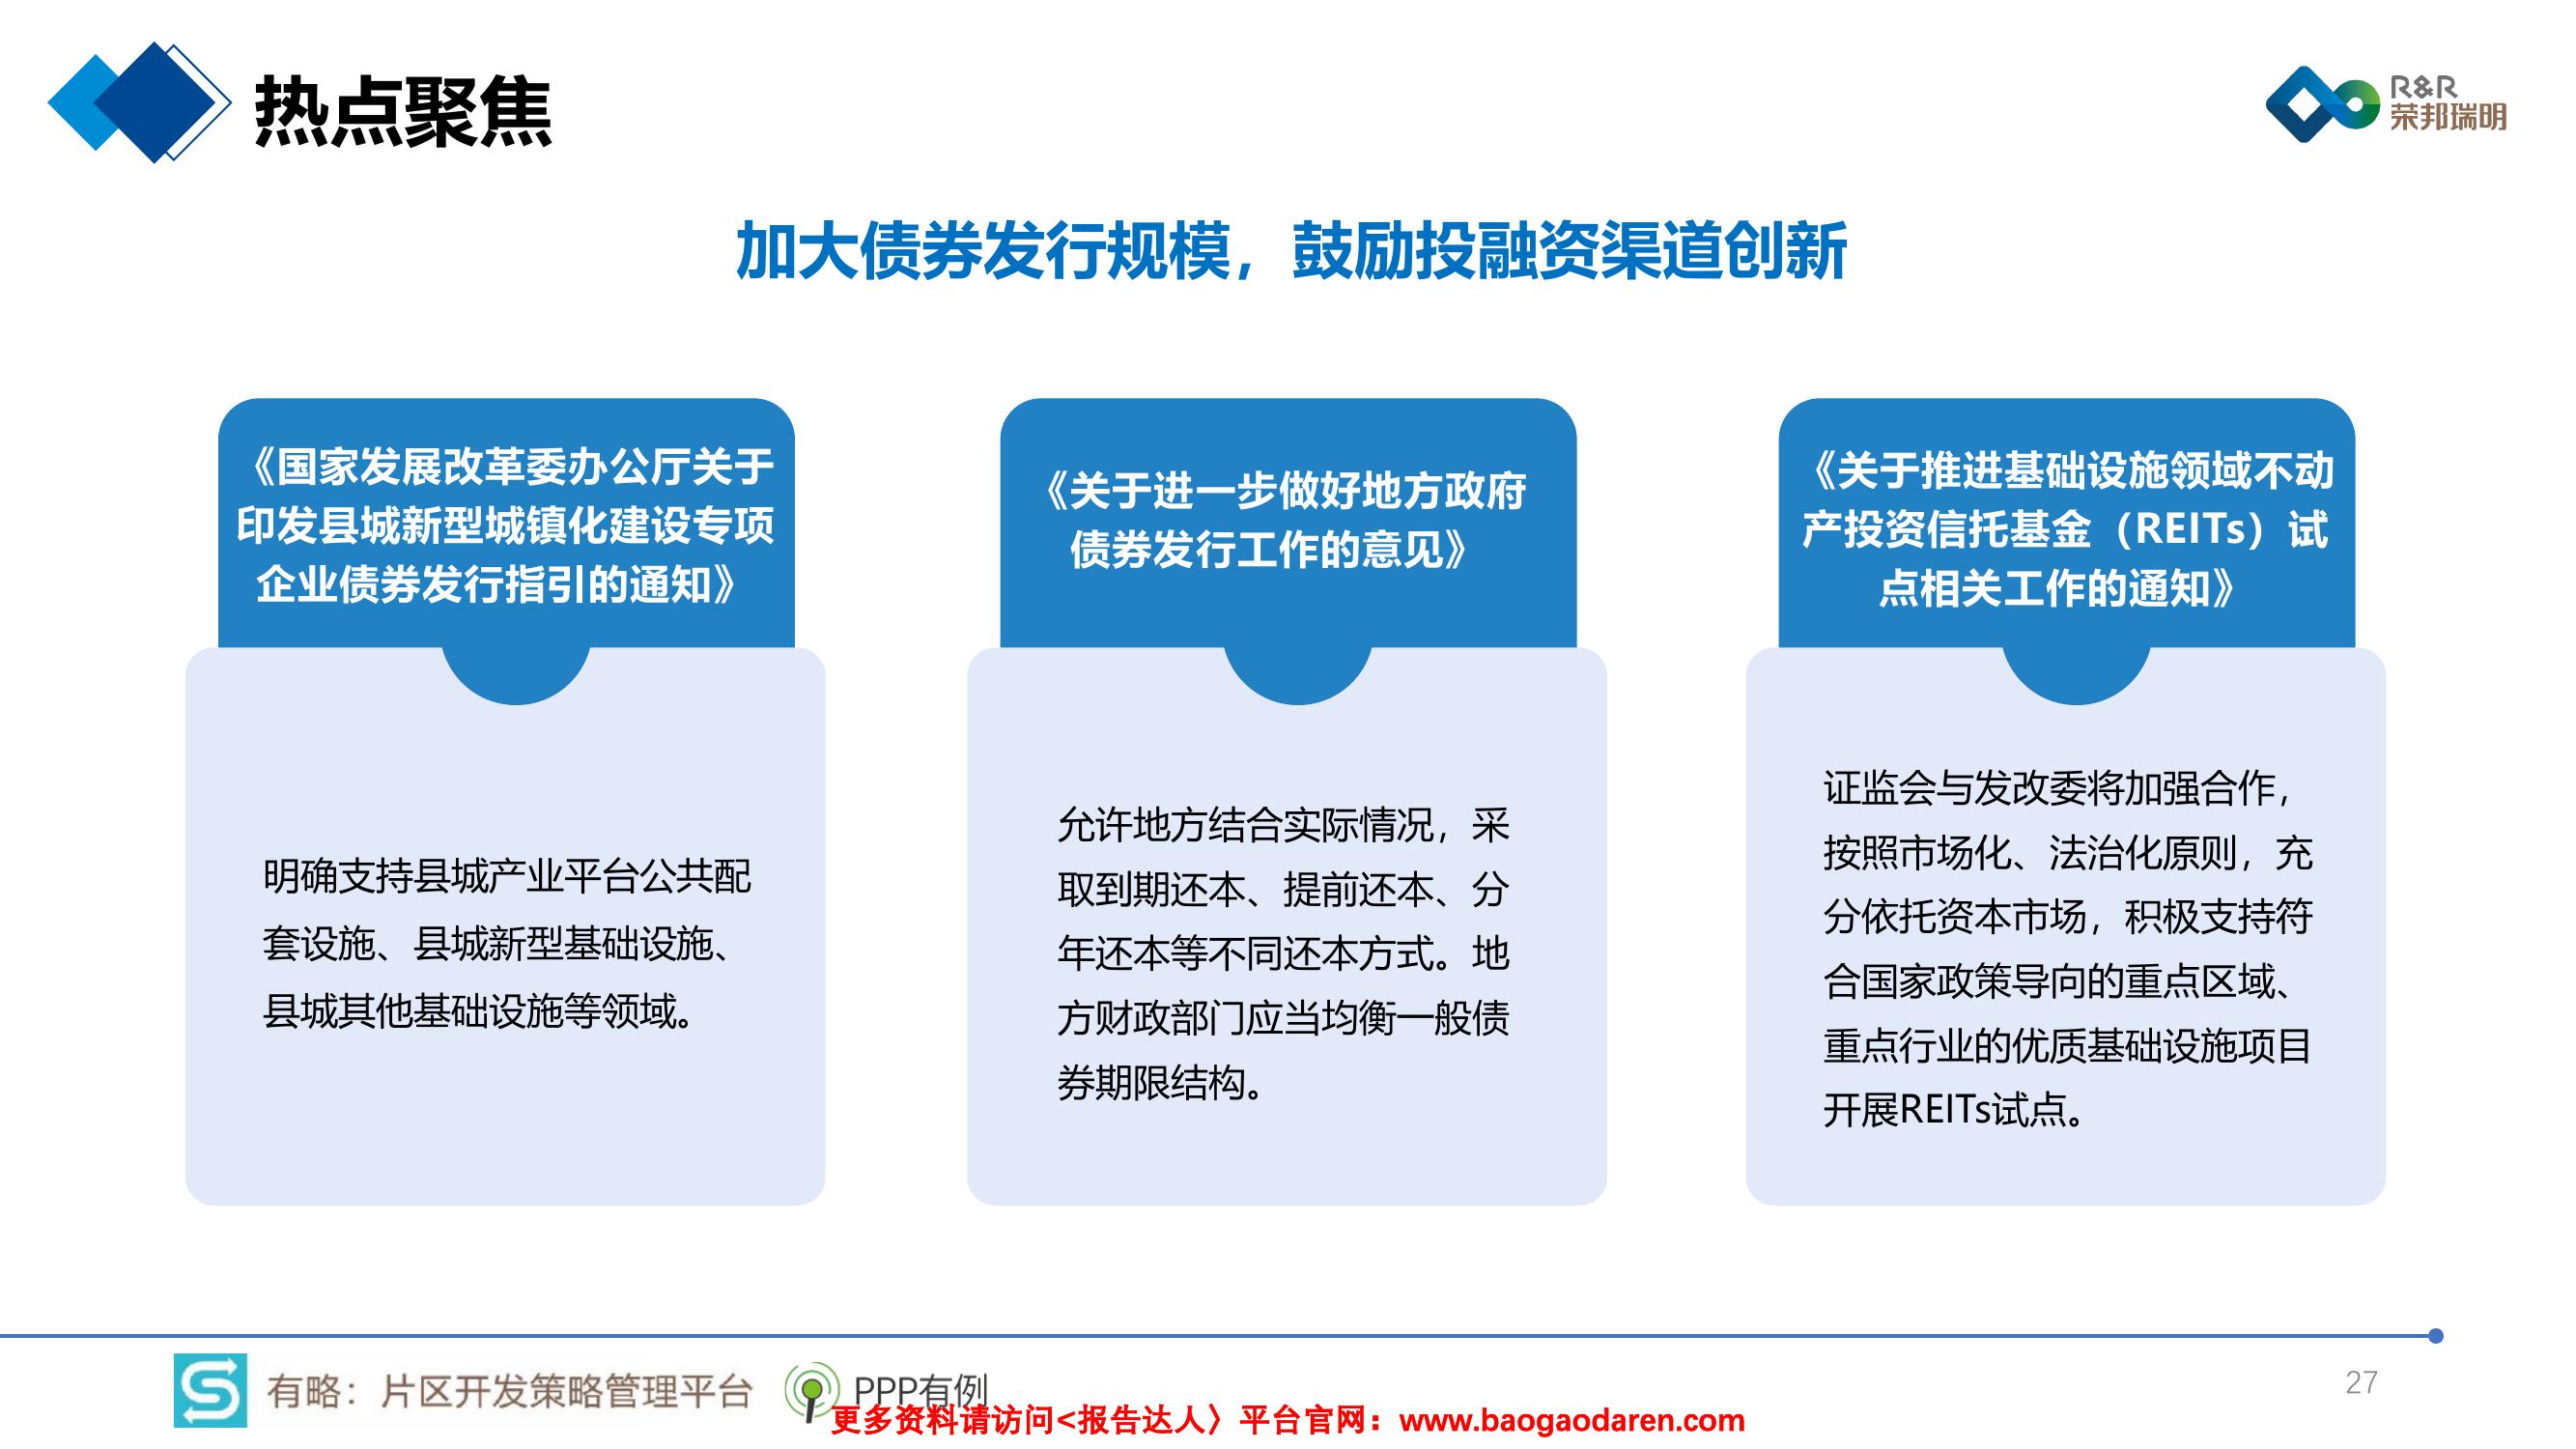 热点聚焦
R&R
荣邦瑞明
加大债券发行规模，鼓励投融资渠道创新
《国家发展改革委办公厅关于
印发县城新型城镇化建设专项
企业债券发行指引的通知》
明确支持县城产业平台公共配
套设施、县城新型基础设施、
县城其他基础设施等领域。
《关于进一步做好地方政府
债券发行工作的意见》
允许地方结合实际情况，采
取到期还本、提前还本、分
年还本等不同还本方式。地
方财政部门应当均衡一般债
券期限结构。
《关于推进基础设施领域不动
产投资信托基金（REITs）试
点相关工作的通知》
证监会与发改委将加强合作，
按照市场化、法治化原则，充
分依托资本市场，积极支持符
合国家政策导向的重点区域、
重点行业的优质基础设施项目
开展REITs试点。
有略：片区开发策略管理平台
PPP有例
27
更多资料请访问<报告达人〉平台官网：www.baogaodaren.com